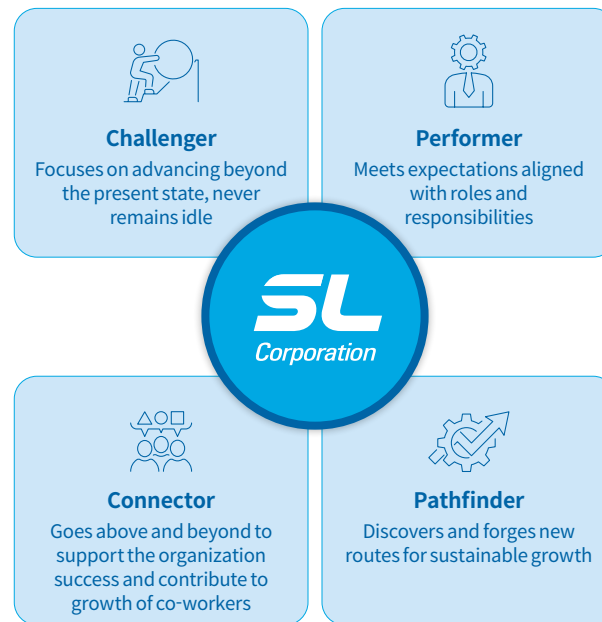 Challenger
Focuses on advancing beyond
the present state, never
remains idle
Performer
Meets expectations aligned
with roles and
responsibilities
SL
Corporation
Connector
Goes above and beyond to
support the organization
success and contribute to
growth of co-workers
Pathfinder
Discovers and forges new
routes for sustainable growth